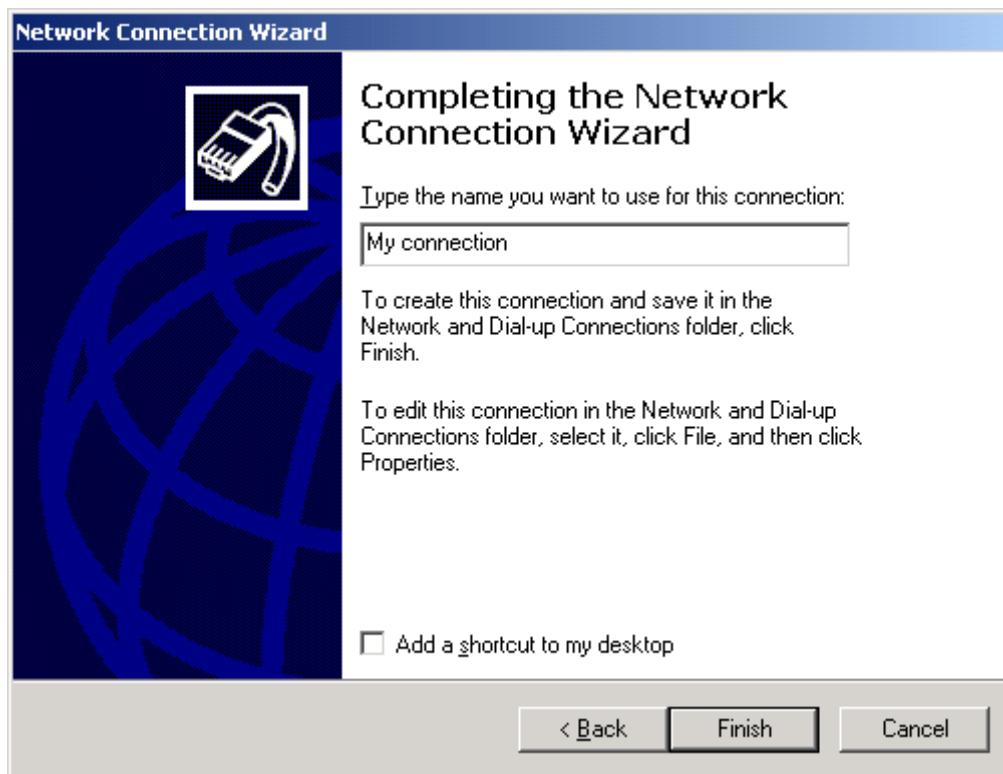 Network Connection Wizard
Completing the Network
Connection Wizard
Type the name you want to use for this connection:
My connection
To create this connection and save it in the
Network and Dial-up Connections folder, click
Finish.
To edit this connection in the Network and Dial-up
Connections folder, select it, click File, and then click
Properties.
Add a shortcut to my desktop
< Back Finish Cancel